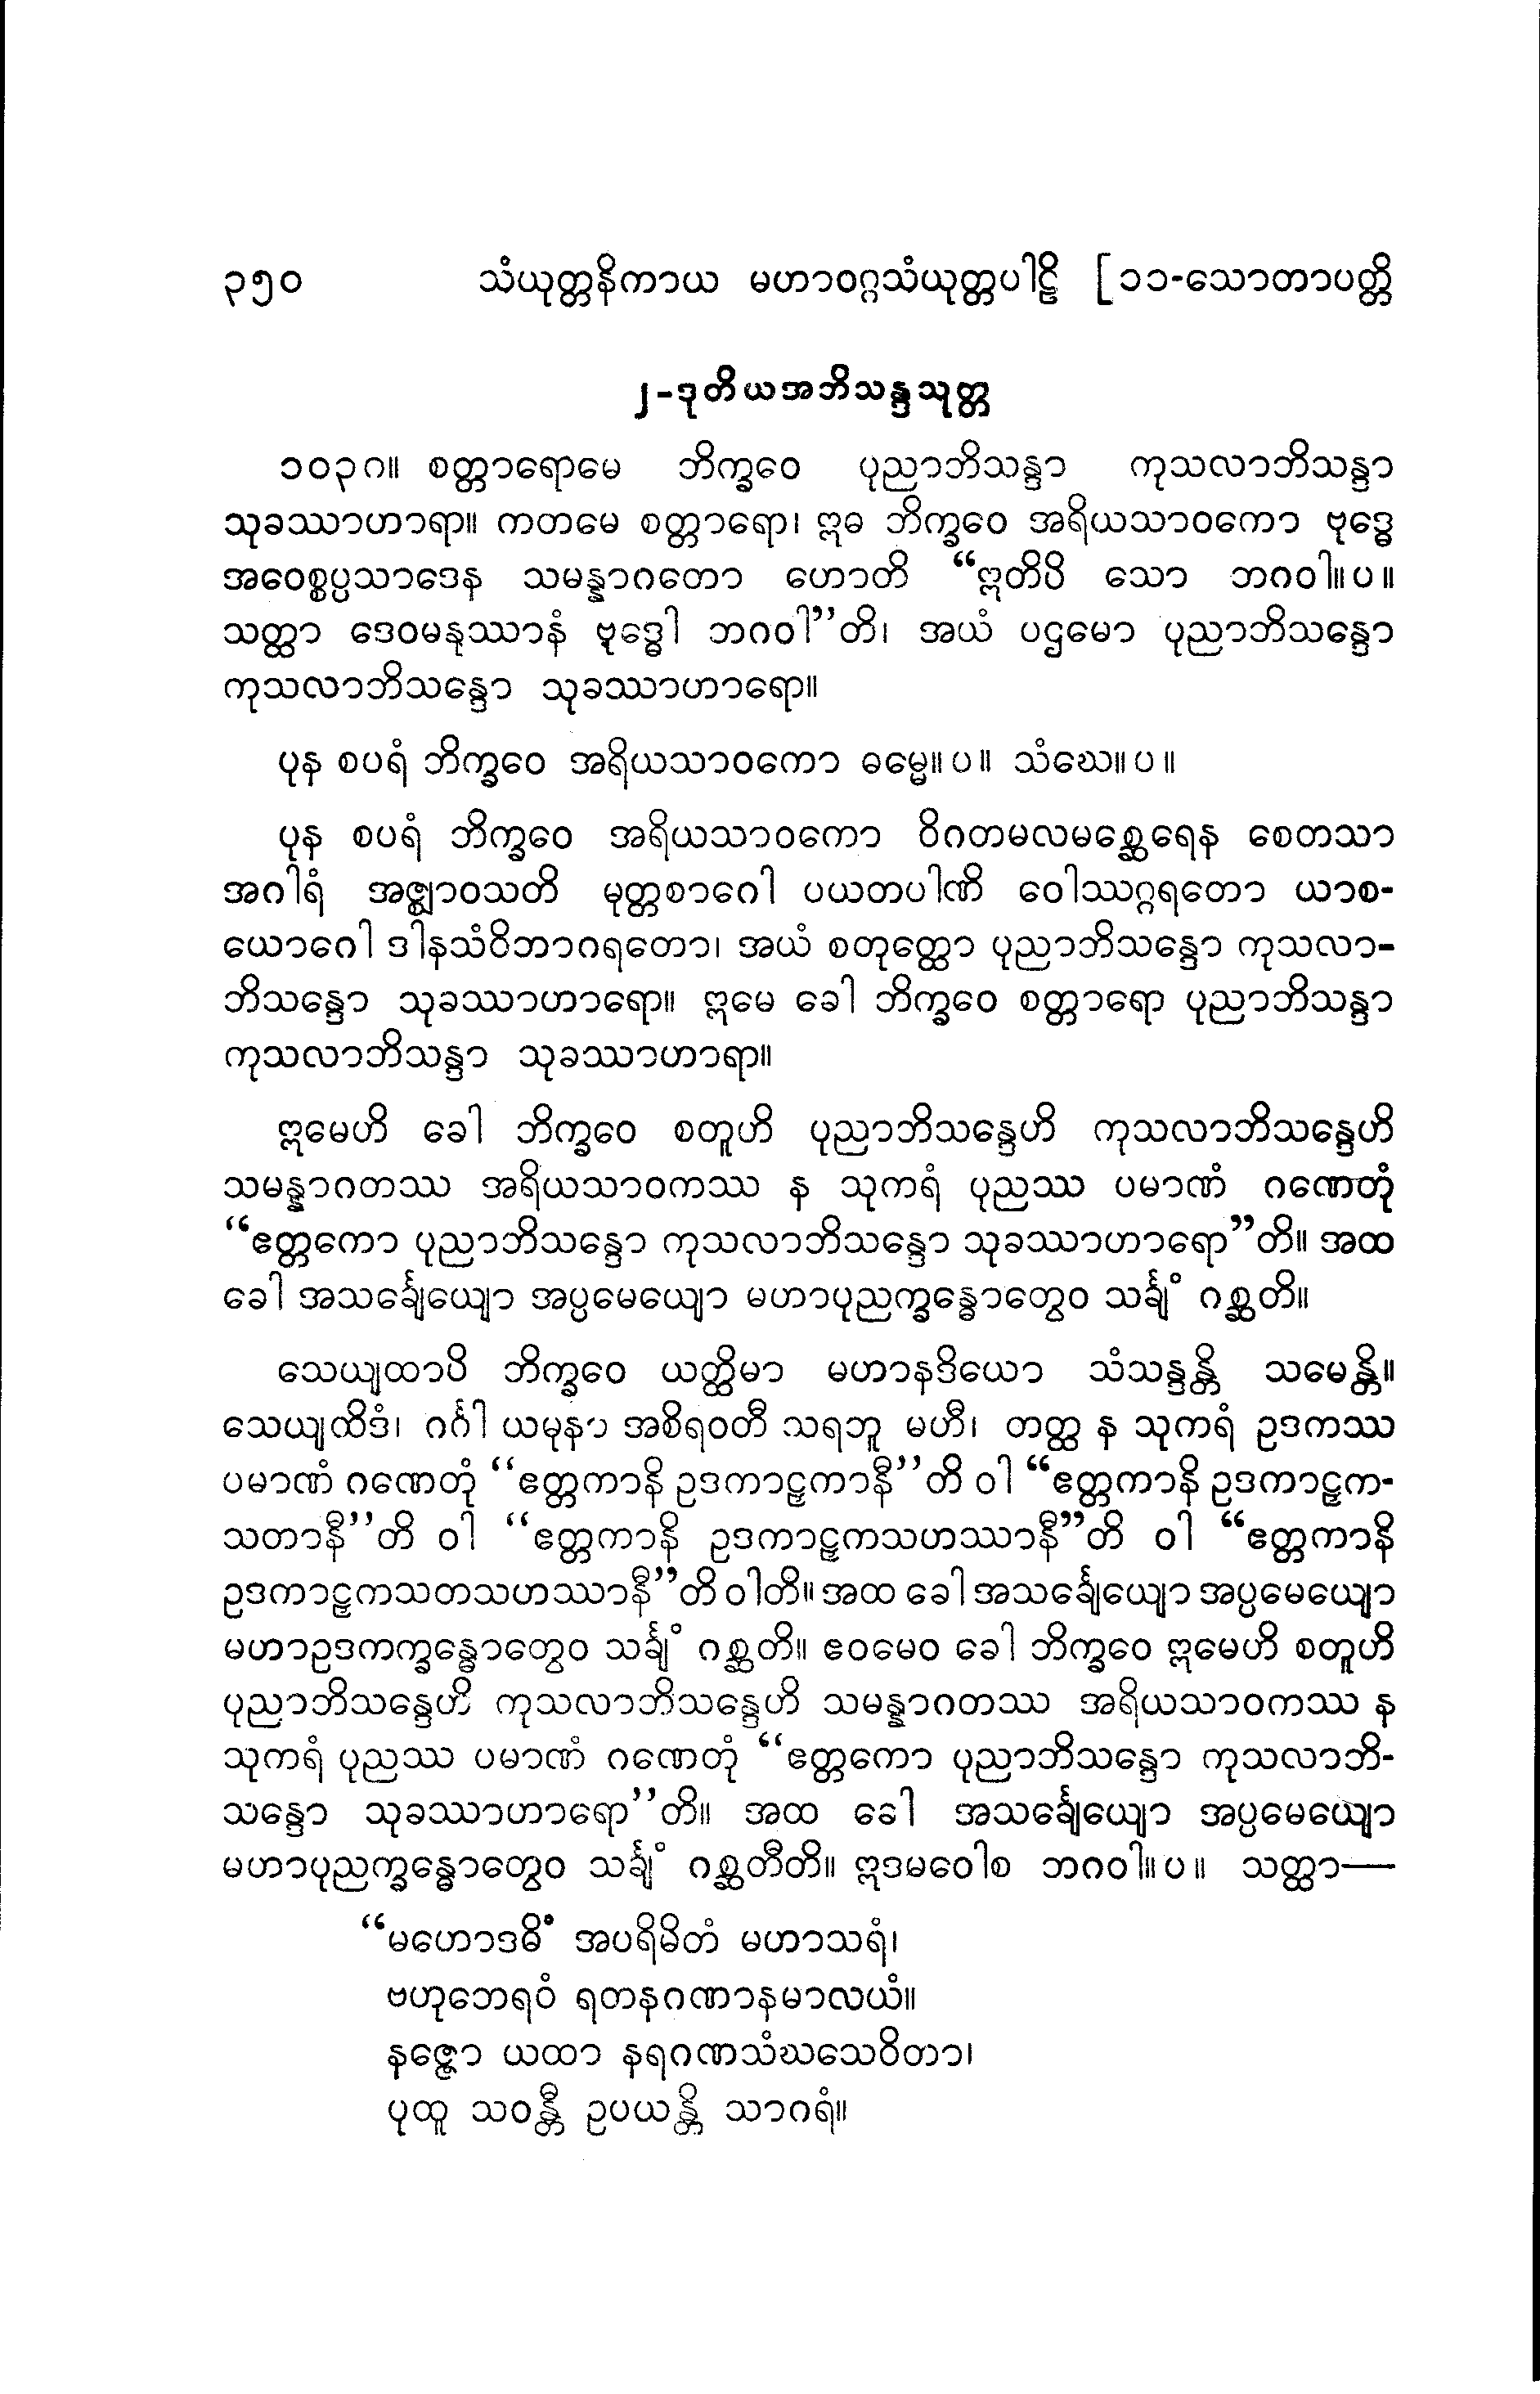 ၃၅၀ သံယုတ္တနိကာယ မဟာဝဂ္ဂသံယုတ္တပါဠိ [၁၁-သောတာပတ္တိ
၂-ဒုတိယအဘိသန္ဒသုတ္တ
၁၀၃၇။ စတ္တာရောမေ ဘိက္ခဝေ ပုညာဘိသန္ဒာ ကုသလာဘိသန္ဒာ
သုခဿာဟာရာ။ ကတမေ စတ္တာရော၊ ဣဓ ဘိက္ခဝေ အရိယသာဝကော ဗုဒ္ဓေ
အဝေစ္စပ္ပသာဒေန သမန္နာဂတော ဟောတိ “ဣတိပိ သော ဘဂဝါ။ပ။
သတ္ထာ ဒေဝမနုဿာနံ ဗုဒ္ဓေါ ဘဂဝါ”တိ၊ အယံ ပဌမော ပုညာဘိသန္ဒော
ကုသလာဘိသန္ဒော သုခဿာဟာရော။
ပုန စပရံ ဘိက္ခဝေ အရိယသာဝကော ဓမ္မေ။ပ။ သံဃေ။ပ။
ပုန စပရံ ဘိက္ခဝေ အရိယသာဝကော ဝိဂတမလမစ္ဆေရေန စေတသာ
အဂါရံ အဇ္ဈာဝသတိ မုတ္တစာဂေါ ပယတပါဏိ ဝေါဿဂ္ဂရတော ယာစ-
ယောဂေါ ဒါနသံဝိဘာဂရတော၊ အယံ စတုတ္ထော ပုညာဘိသန္ဒော ကုသလာ-
ဘိသန္ဒော သုခဿာဟာရော။ ဣမေ ခေါ ဘိက္ခဝေ စတ္တာရော ပုညာဘိသန္ဒာ
ကုသလာဘိသန္ဒာ သုခဿာဟာရာ။
ဣမေဟိ ခေါ ဘိက္ခဝေ စတူဟိ ပုညာဘိသန္ဒေဟိ ကုသလာဘိသန္ဒေဟိ
သမန္နာဂတဿ အရိယသာဝကဿ န သုကရံ ပုညဿ ပမာဏံ ဂဏေတုံ
“ဧတ္တကော ပုညာဘိသန္ဒော ကုသလာဘိသန္ဒော သုခဿာဟာရော”တိ။ အထ
ခေါ အသင်္ချေယျော အပ္ပမေယျော မဟာပုညက္ခန္ဓောတွေဝ သင်္ချံ ဂစ္ဆတိ။
သေယျထာပိ ဘိက္ခဝေ ယတ္ထိမာ မဟာနဒိယော သံသန္ဒန္တိ သမေန္တိ။
သေယျထိဒံ၊ ဂင်္ဂါ ယမုနာ အစိရဝတီ သရဘူ မဟီ၊ တတ္ထ န သုကရံ ဥဒကဿ
ပမာဏံ ဂဏေတုံ “ဧတ္တကာနိ ဥဒကာဠှကာနီ”တိ ဝါ “ဧတ္တကာနိ ဥဒကာဠှက-
သတာနီ”တိ ဝါ “ဧတ္တကာနိ ဥဒကာဠှကသဟဿာနီ”တိ ဝါ “ဧတ္တကာနိ
ဥဒကာဠှကသတသဟဿာနီ”တိ ဝါတိ။ အထ ခေါ အသင်္ချေယျော အပ္ပမေယျော
မဟာဥဒကက္ခန္ဓောတွေဝ သင်္ချံ ဂစ္ဆတိ။ ဧဝမေဝ ခေါ ဘိက္ခဝေ ဣမေဟိ စတူဟိ
ပုညာဘိသန္ဒေဟိ ကုသလာဘိသန္ဒေဟိ သမန္နာဂတဿ အရိယသာဝကဿ န
သုကရံ ပုညဿ ပမာဏံ ဂဏေတုံ “ဧတ္တကော ပုညာဘိသန္ဒော ကုသလာဘိ-
သန္ဒော သုခဿာဟာရော”တိ။ အထ ခေါ အသင်္ချေယျော အပ္ပမေယျော
မဟာပုညက္ခန္ဓောတွေဝ သင်္ချံ ဂစ္ဆတီတိ။ ဣဒမဝေါစ ဘဂဝါ။ပ။ သတ္ထာ—
“မဟောဒဓိံ အပရိမိတံ မဟာသရံ၊
ဗဟုဘေရဝံ ရတနဂဏာနမာလယံ။
နဇ္ဇော ယထာ နရဂဏသံဃသေဝိတာ၊
ပုထူ သဝန္တီ ဥပယန္တိ သာဂရံ။